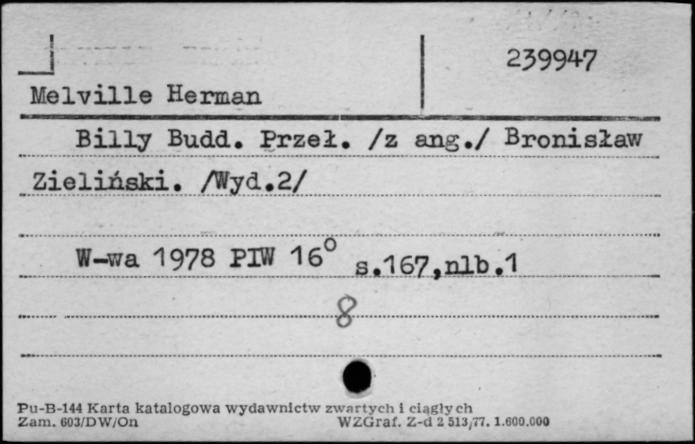 239947
Melville Herman
Billy Budd. Przeł. /z ang./ Bronisław
Zieliński. /Wyd.2/
W-wa 1978 PIW 16° s.167,nlb.1
8
Pu-B-144 Karta katalogowa wydawnictw zwartych i ciągłych
Zam. 603/DW/On WZGraf. Z-d 2 513/77. 1.600.000